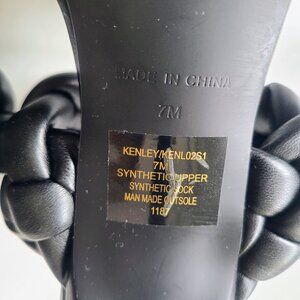 MADE IN CHINA
7M
KENLEY/KENL02S1
7M
SYNTHETIC UPPER
SYNTHETIC SOCK
MAN MADE OUTSOLE
1187